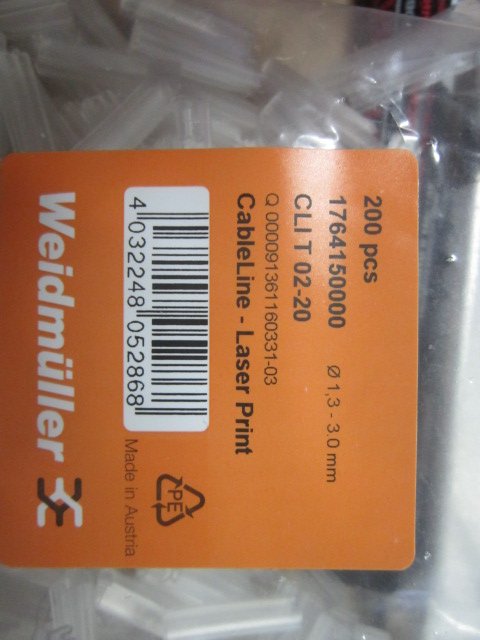 200 pcs
1764150000 Ø1,3 - 3.0 mm
CLI T 02-20
Q 000091361160331-03
CableLine - Laser Print
4 032248 052868
PE
Made in Austria
Weidmüller